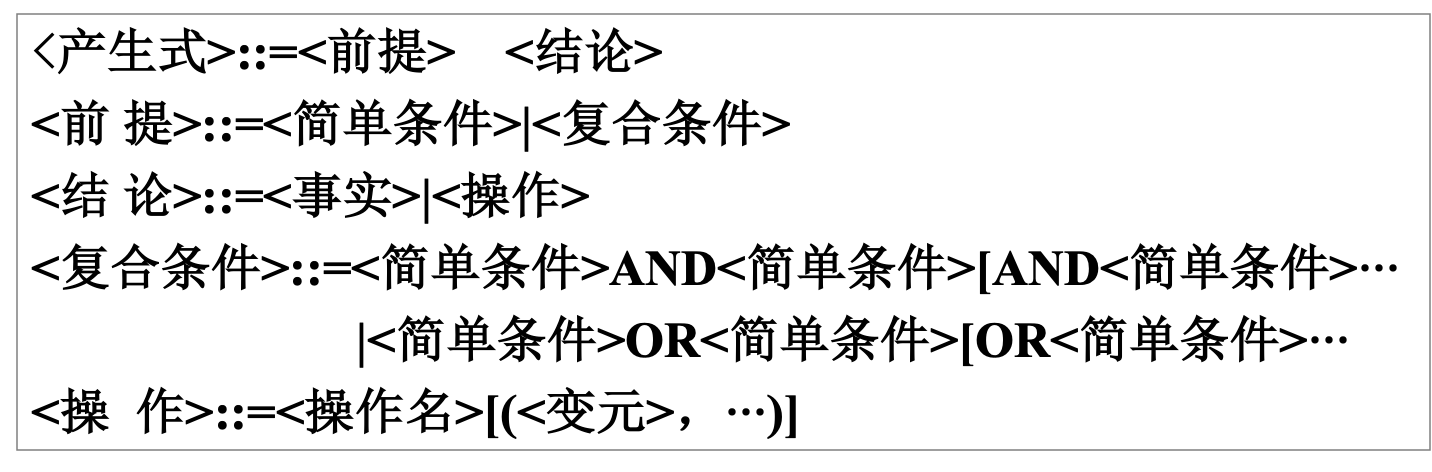 <产生式>::=<前提> <结论>
<前 提>::=<简单条件>|<复合条件>
<结 论>::=<事实>|<操作>
<复合条件>::=<简单条件>AND<简单条件>[AND<简单条件>···
|<简单条件>OR<简单条件>[OR<简单条件>···
<操 作>::=<操作名>[(<变元>，···)]